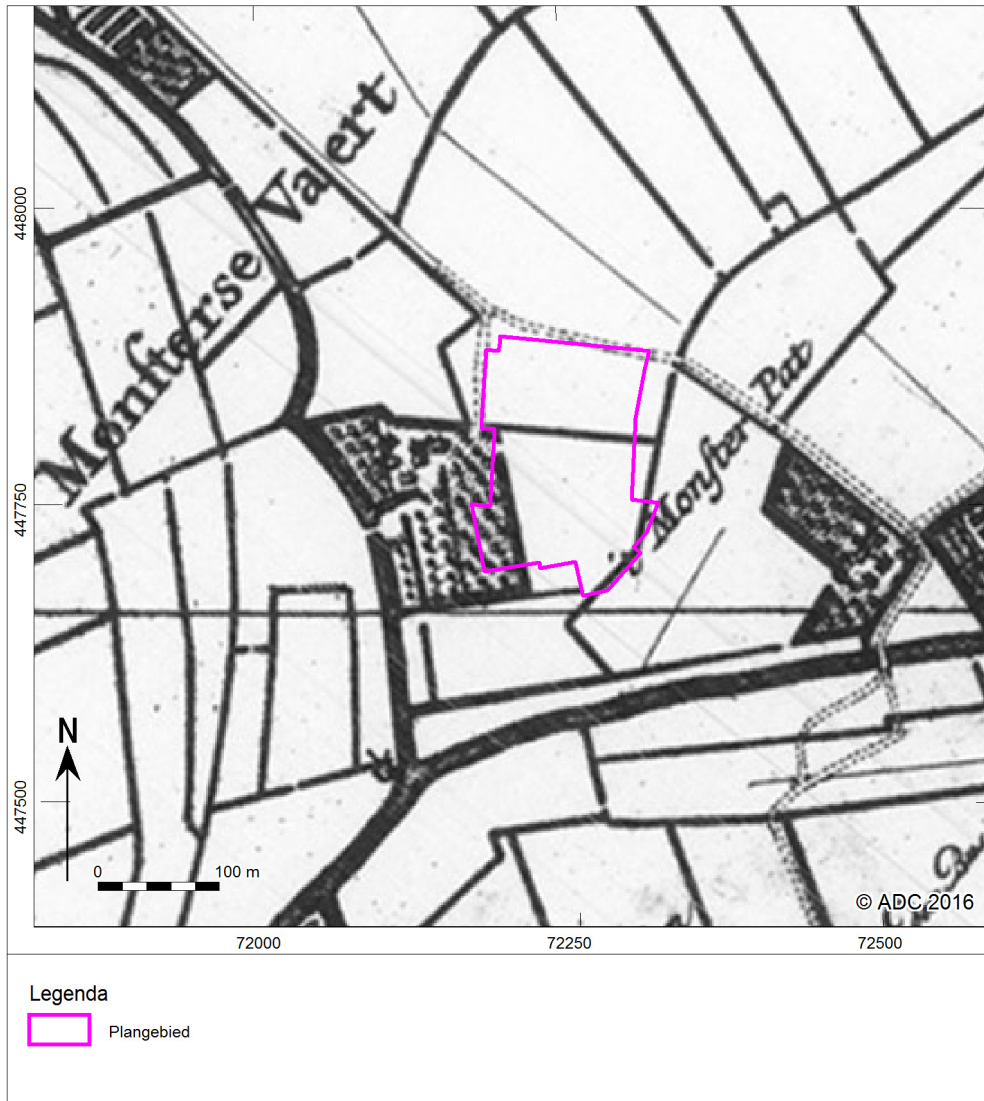 Monſterse Vaert
't Monſter Pat
448000
447750
447500
N
0 100 m
© ADC 2016
72000 72250 72500
Legenda
Plangebied